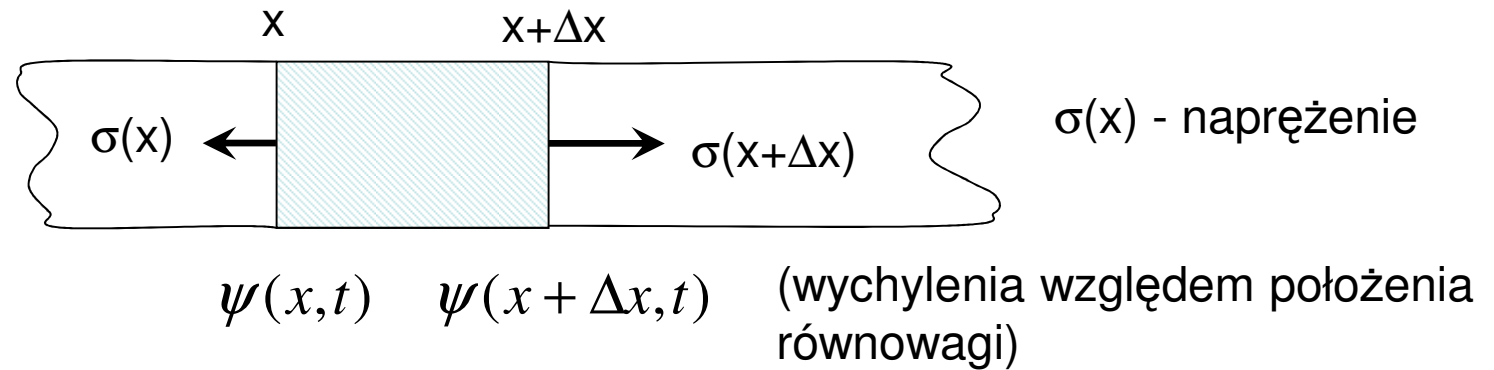 x x+Δx
σ(x) σ(x+Δx) σ(x) - naprężenie
ψ(x,t) ψ(x + Δx,t) (wychylenia względem położenia
równowagi)